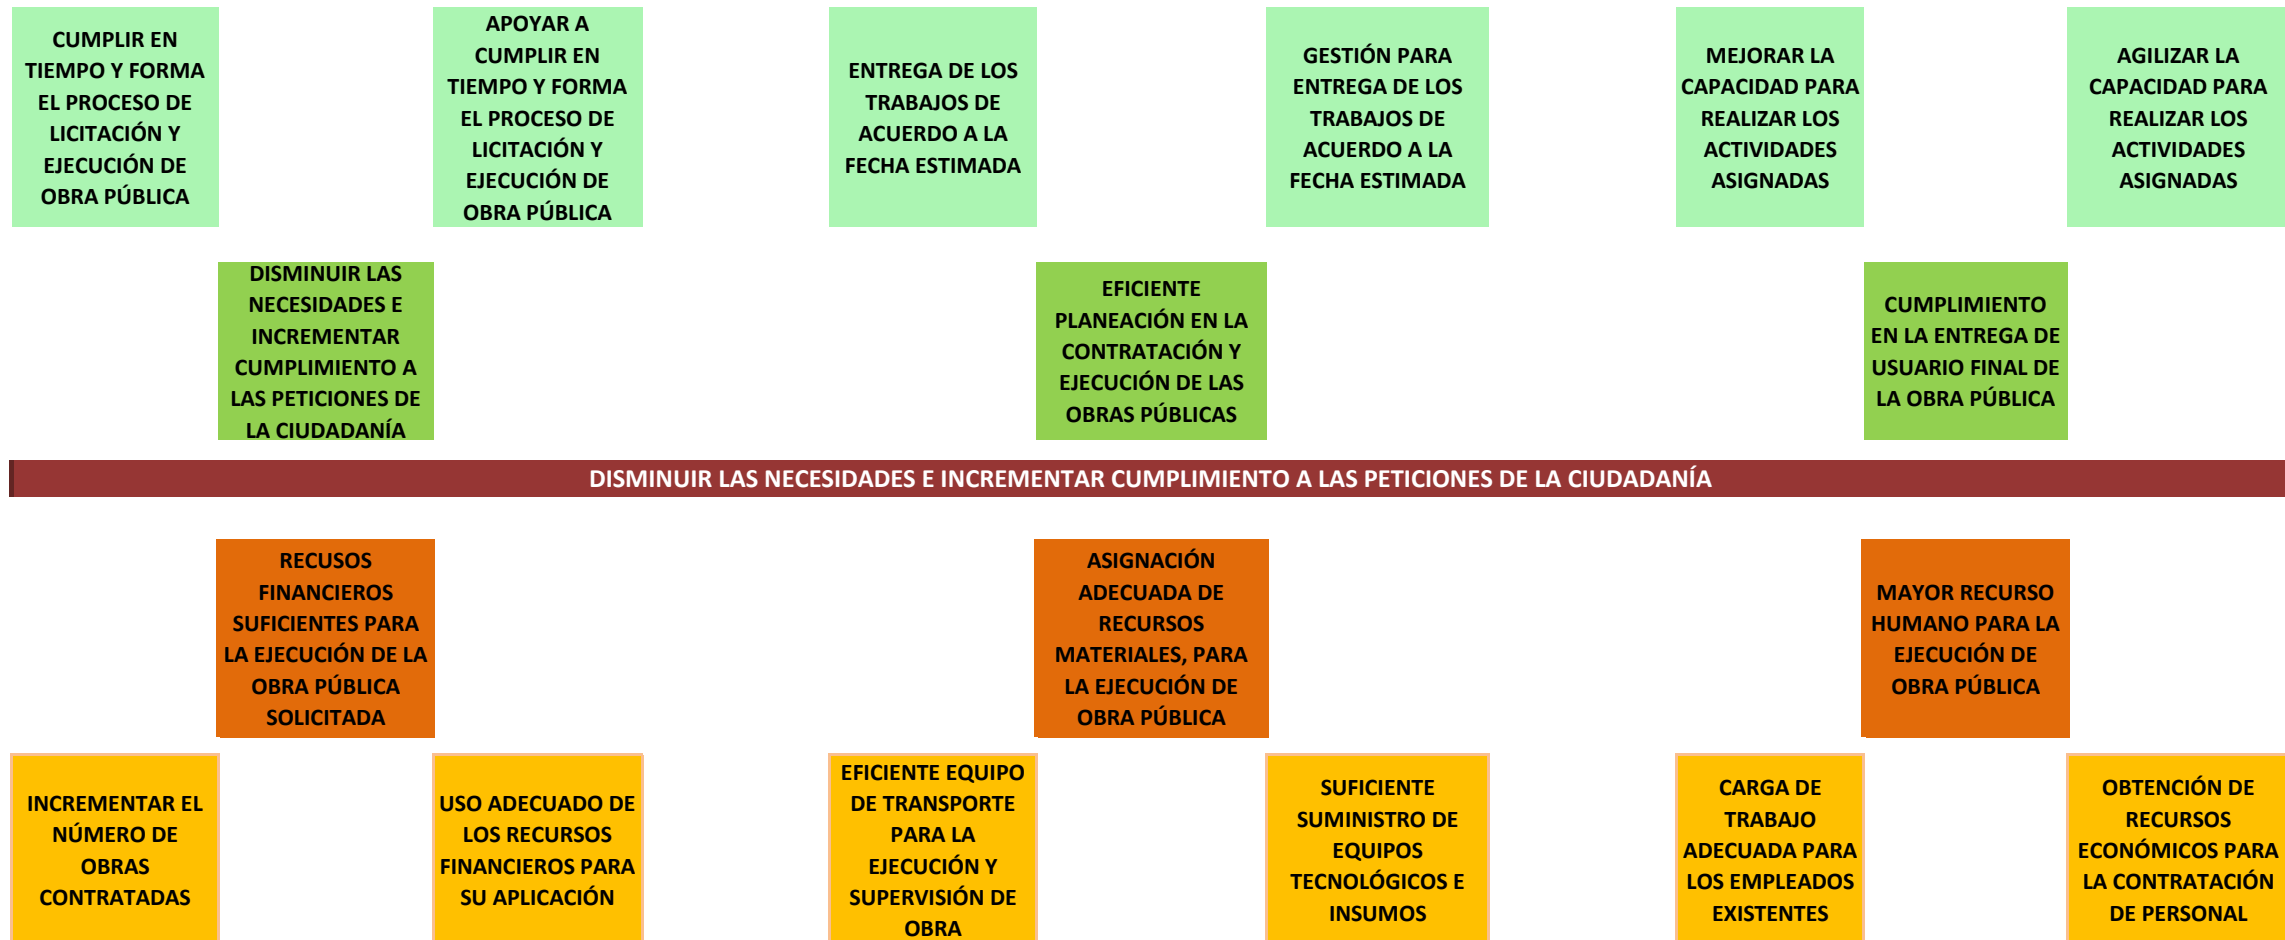 CUMPLIR EN
TIEMPO Y FORMA
EL PROCESO DE
LICITACIÓN Y
EJECUCIÓN DE
OBRA PÚBLICA
APOYAR A
CUMPLIR EN
TIEMPO Y FORMA
EL PROCESO DE
LICITACIÓN Y
EJECUCIÓN DE
OBRA PÚBLICA
ENTREGA DE LOS
TRABAJOS DE
ACUERDO A LA
FECHA ESTIMADA
GESTIÓN PARA
ENTREGA DE LOS
TRABAJOS DE
ACUERDO A LA
FECHA ESTIMADA
MEJORAR LA
CAPACIDAD PARA
REALIZAR LOS
ACTIVIDADES
ASIGNADAS
AGILIZAR LA
CAPACIDAD PARA
REALIZAR LOS
ACTIVIDADES
ASIGNADAS
DISMINUIR LAS
NECESIDADES E
INCREMENTAR
CUMPLIMIENTO A
LAS PETICIONES DE
LA CIUDADANÍA
EFICIENTE
PLANEACIÓN EN LA
CONTRATACIÓN Y
EJECUCIÓN DE LAS
OBRAS PÚBLICAS
CUMPLIMIENTO
EN LA ENTREGA DE
USUARIO FINAL DE
LA OBRA PÚBLICA
DISMINUIR LAS NECESIDADES E INCREMENTAR CUMPLIMIENTO A LAS PETICIONES DE LA CIUDADANÍA
RECUSOS
FINANCIEROS
SUFICIENTES PARA
LA EJECUCIÓN DE LA
OBRA PÚBLICA
SOLICITADA
ASIGNACIÓN
ADECUADA DE
RECURSOS
MATERIALES, PARA
LA EJECUCIÓN DE
OBRA PÚBLICA
MAYOR RECURSO
HUMANO PARA LA
EJECUCIÓN DE
OBRA PÚBLICA
INCREMENTAR EL
NÚMERO DE
OBRAS
CONTRATADAS
USO ADECUADO DE
LOS RECURSOS
FINANCIEROS PARA
SU APLICACIÓN
EFICIENTE EQUIPO
DE TRANSPORTE
PARA LA
EJECUCIÓN Y
SUPERVISIÓN DE
OBRA
SUFICIENTE
SUMINISTRO DE
EQUIPOS
TECNOLÓGICOS E
INSUMOS
CARGA DE
TRABAJO
ADECUADA PARA
LOS EMPLEADOS
EXISTENTES
OBTENCIÓN DE
RECURSOS
ECONÓMICOS PARA
LA CONTRATACIÓN
DE PERSONAL